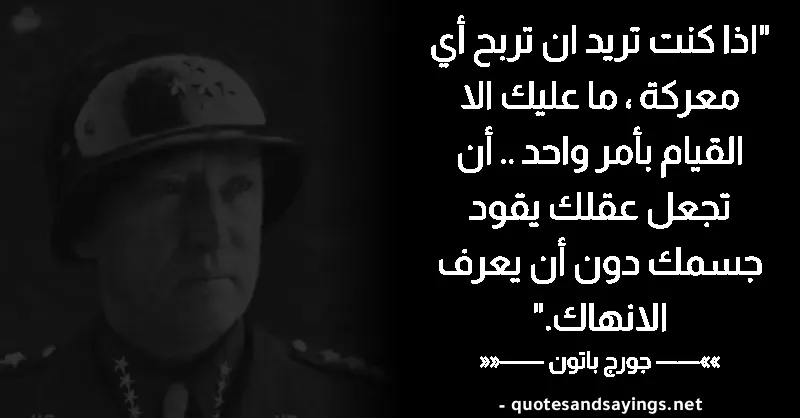 "اذا كنت تريد ان تربح أي
معركة ، ما عليك الا
القيام بأمر واحد .. أن
تجعل عقلك يقود
جسمك دون أن يعرف
الانهاك."
»»—— جورج باتون ——««
- quotesandsayings.net